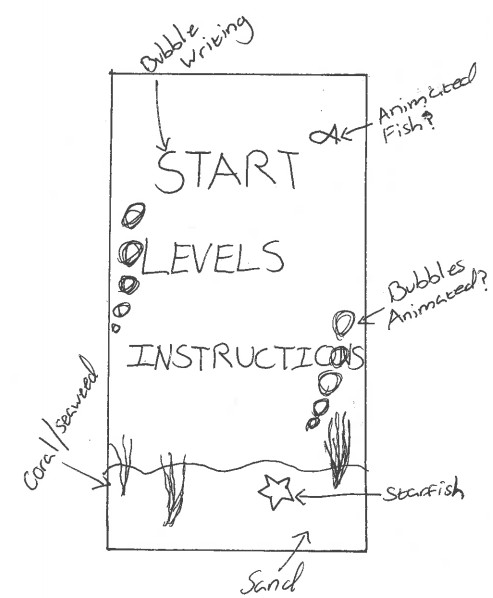 Bubble
Writing
Animated
Fish?
START
LEVELS
Bubbles
Animated?
INSTRUCTIONS
Coral/seaweed
Starfish
Sand